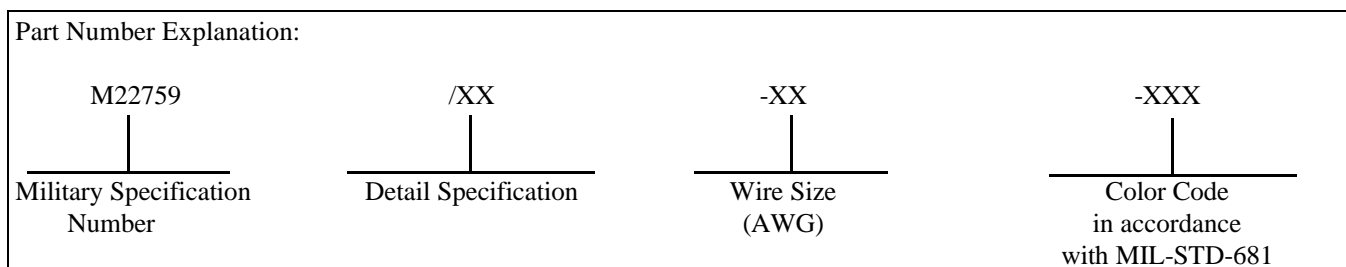 Part Number Explanation:
M22759 /XX -XX -XXX
Military Specification Detail Specification Wire Size Color Code
Number (AWG) in accordance
with MIL-STD-681